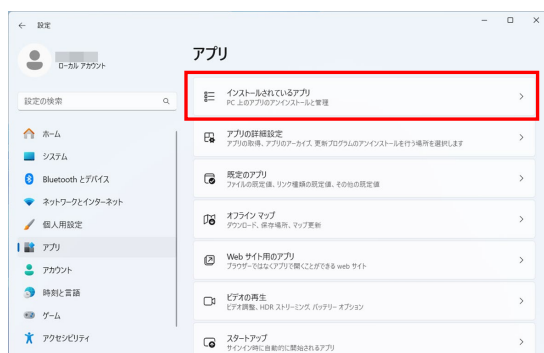 設定
ローカル アカウント
設定の検索
ホーム
システム
Bluetooth とデバイス
ネットワークとインターネット
個人用設定
アプリ
アカウント
時刻と言語
ゲーム
アクセシビリティ
アプリ
インストールされているアプリ
PC 上のアプリのアンインストールと管理
アプリの詳細設定
アプリの取得、アプリのアーカイブ、更新プログラムのアンインストールを行う場所を選択します
既定のアプリ
ファイルの既定値、リンク種類の既定値、その他の既定値
オフライン マップ
ダウンロード、保存場所、マップ更新
Web サイト用のアプリ
ブラウザーではなくアプリで開くことができる web サイト
ビデオの再生
ビデオ調整、HDR ストリーミング、バッテリー オプション
スタートアップ
サインイン時に自動的に開始されるアプリ